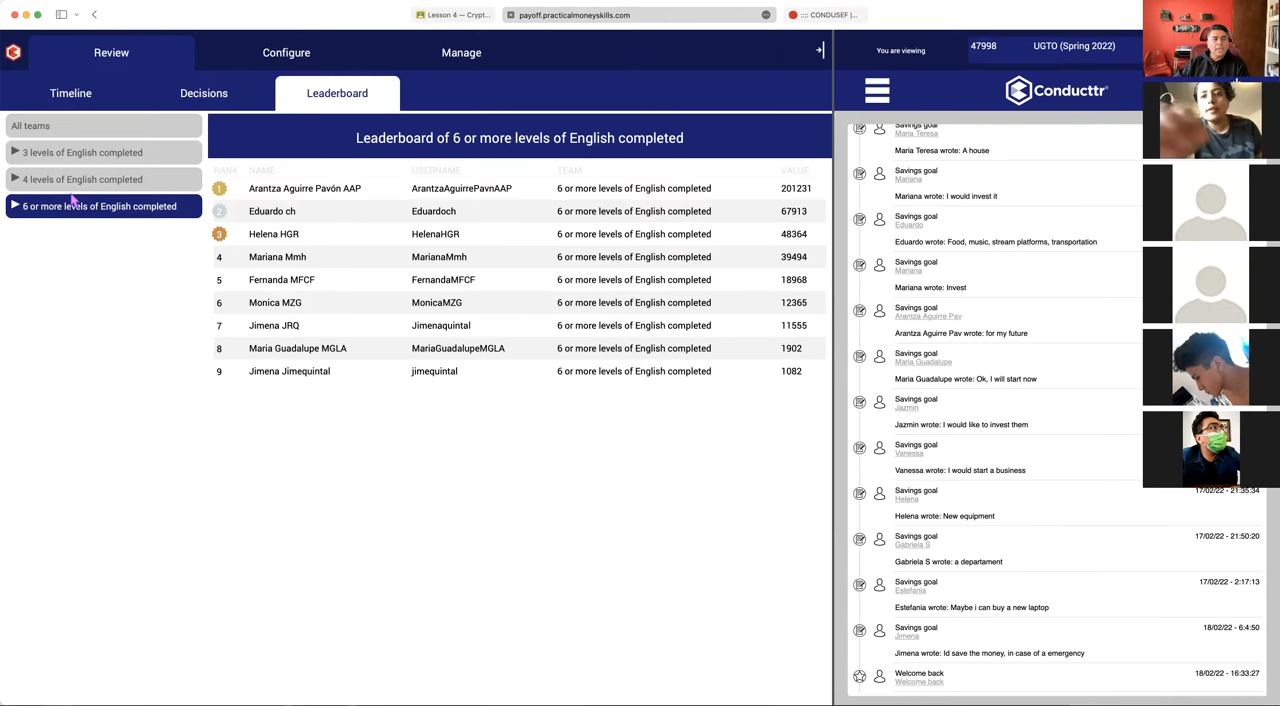 Lesson 4 — Crypt...
payoff.practicalmoneyskills.com
:::: CONDUSEF |...
Review
Configure
Manage
Timeline
Decisions
Leaderboard
All teams
3 levels of English completed
4 levels of English completed
6 or more levels of English completed
Leaderboard of 6 or more levels of English completed
RANK NAME USERNAME TEAM VALUE
1 Arantza Aguirre Pavón AAP ArantzaAguirrePavnAAP 6 or more levels of English completed 201231
2 Eduardo ch Eduardoch 6 or more levels of English completed 67913
3 Helena HGR HelenaHGR 6 or more levels of English completed 48364
4 Mariana Mmh MarianaMmh 6 or more levels of English completed 39494
5 Fernanda MFCF FernandaMFCF 6 or more levels of English completed 18968
6 Monica MZG MonicaMZG 6 or more levels of English completed 12365
7 Jimena JRQ Jimenaquintal 6 or more levels of English completed 11555
8 Maria Guadalupe MGLA MariaGuadalupeMGLA 6 or more levels of English completed 1902
9 Jimena Jimequintal jimequintal 6 or more levels of English completed 1082
You are viewing
47998 UGTO (Spring 2022)
Conducttr
Savings goal
Maria Teresa
Maria Teresa wrote: A house
Savings goal
Mariana
Mariana wrote: I would invest it
Savings goal
Eduardo
Eduardo wrote: Food, music, stream platforms, transportation
Savings goal
Mariana
Mariana wrote: Invest
Savings goal
Arantza Aguirre Pav
Arantza Aguirre Pav wrote: for my future
Savings goal
Maria Guadalupe
Maria Guadalupe wrote: Ok, I will start now
Savings goal
Jazmin
Jazmin wrote: I would like to invest them
Savings goal
Vanessa
Vanessa wrote: I would start a business
Savings goal 17/02/22 - 21:35:34
Helena
Helena wrote: New equipment
Savings goal 17/02/22 - 21:50:20
Gabriela S
Gabriela S wrote: a departament
Savings goal 17/02/22 - 2:17:13
Estefania
Estefania wrote: Maybe i can buy a new laptop
Savings goal 18/02/22 - 6:4:50
Jimena
Jimena wrote: Id save the money, in case of a emergency
Welcome back 18/02/22 - 16:33:27
Welcome back